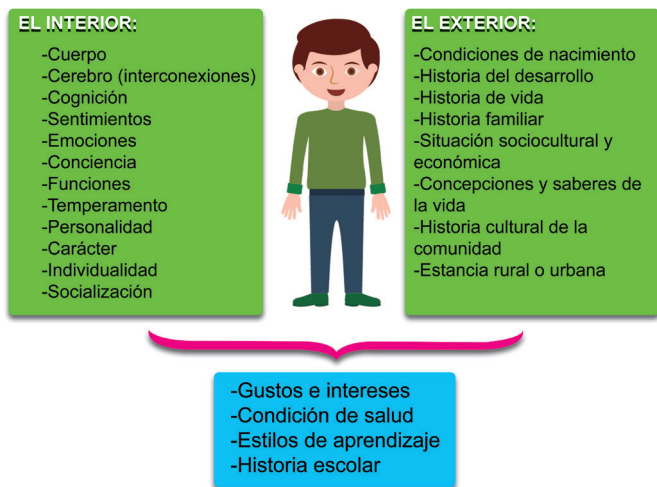 EL INTERIOR:
-Cuerpo
-Cerebro (interconexiones)
-Cognición
-Sentimientos
-Emociones
-Conciencia
-Funciones
-Temperamento
-Personalidad
-Carácter
-Individualidad
-Socialización
EL EXTERIOR:
-Condiciones de nacimiento
-Historia del desarrollo
-Historia de vida
-Historia familiar
-Situación sociocultural y
económica
-Concepciones y saberes de
la vida
-Historia cultural de la
comunidad
-Estancia rural o urbana
-Gustos e intereses
-Condición de salud
-Estilos de aprendizaje
-Historia escolar